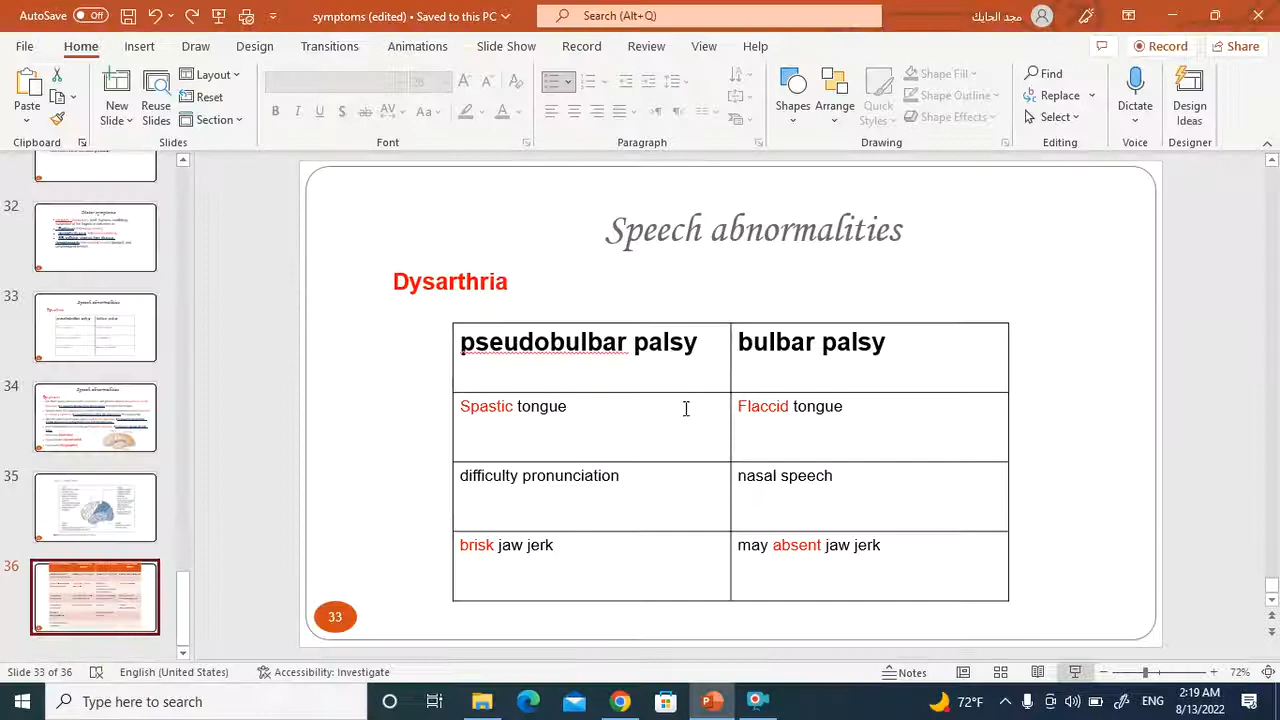 AutoSave Off symptoms (edited) • Saved to this PC Search (Alt+Q) مجد الحايك
File Home Insert Draw Design Transitions Animations Slide Show Record Review View Help Record Share
Paste New Slide Reuse Slides Layout Reset Section
B I U S ab AV Aa A
Shapes Arrange Quick Styles Shape Fill Shape Outline Shape Effects
Find Replace Select Dictate Design Ideas
Clipboard Slides Font Paragraph Drawing Editing Voice Designer
32
33
34
35
36
Speech abnormalities
Dysarthria
pseudobulbar palsy bulbar palsy
Spastic tongue Flaccid tongue
difficulty pronunciation nasal speech
brisk jaw jerk may absent jaw jerk
33
Slide 33 of 36 English (United States) Accessibility: Investigate Notes 72%
Type here to search 72°F ENG 2:19 AM
8/13/2022